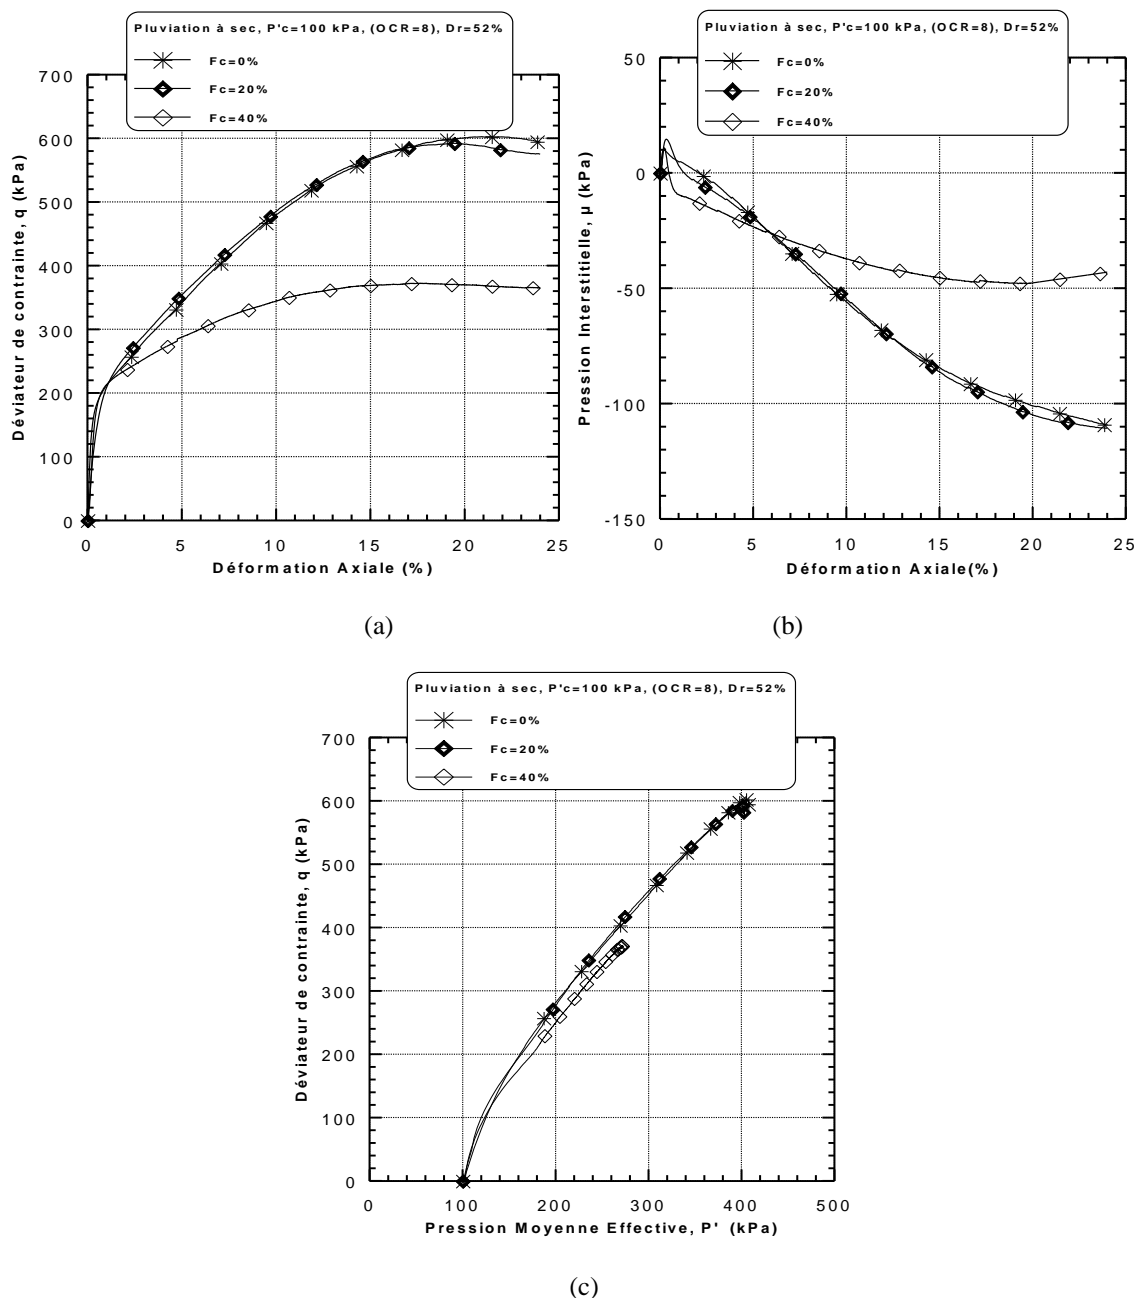 Pluviation à sec, P'c=100 kPa, (OCR=8), Dr=52%
Fc=0%
Fc=20%
Fc=40%
700
600
500
400
300
200
100
0
Déviateur de contrainte, q (kPa)
0 5 10 15 20 25
Déformation Axiale (%)
(a)
Pluviation à sec, P'c=100 kPa, (OCR=8), Dr=52%
Fc=0%
Fc=20%
Fc=40%
50
0
-50
-100
-150
Pression Interstitielle, µ (kPa)
0 5 10 15 20 25
Déformation Axiale(%)
(b)
Pluviation à sec, P'c=100 kPa, (OCR=8), Dr=52%
Fc=0%
Fc=20%
Fc=40%
700
600
500
400
300
200
100
0
Déviateur de contrainte, q (kPa)
0 100 200 300 400 500
Pression Moyenne Effective, P' (kPa)
(c)